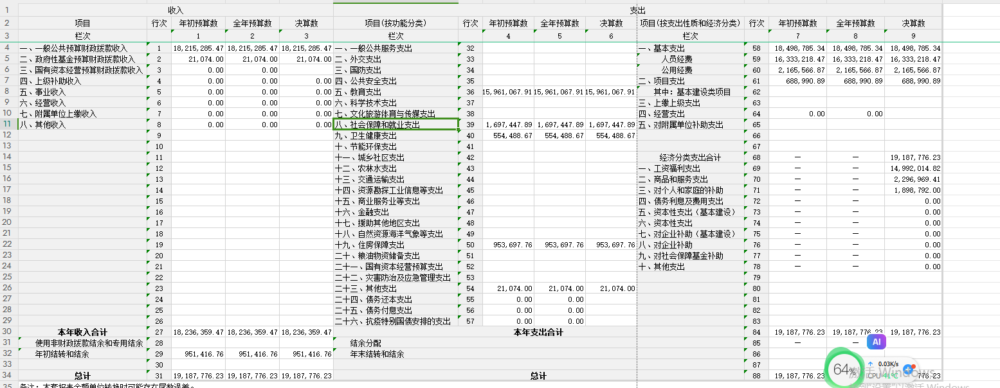 收入 支出
项目 行次 年初预算数 全年预算数 决算数 项目(按功能分类) 行次 年初预算数 全年预算数 决算数 项目(按支出性质和经济分类) 行次 年初预算数 全年预算数 决算数
栏次 1 2 3 栏次 4 5 6 栏次 7 8 9
1
2
3
4 一、一般公共预算财政拨款收入 1 18,215,285.47 18,215,285.47 18,215,285.47 一、一般公共服务支出 32 一、基本支出 58 18,498,785.34 18,498,785.34 18,498,785.34
5 二、政府性基金预算财政拨款收入 2 21,074.00 21,074.00 21,074.00 二、外交支出 33 人员经费 59 16,333,218.47 16,333,218.47 16,333,218.47
6 三、国有资本经营预算财政拨款收入 3 0.00 0.00 三、国防支出 34 公用经费 60 2,165,566.87 2,165,566.87 2,165,566.87
7 四、上级补助收入 4 0.00 0.00 0.00 四、公共安全支出 35 二、项目支出 61 688,990.89 688,990.89 688,990.89
8 五、事业收入 5 0.00 0.00 0.00 五、教育支出 36 15,961,067.91 15,961,067.91 15,961,067.91 其中：基本建设类项目 62
9 六、经营收入 6 0.00 0.00 0.00 六、科学技术支出 37 三、上缴上级支出 63
10 七、附属单位上缴收入 7 0.00 0.00 0.00 七、文化旅游体育与传媒支出 38 四、经营支出 64 0.00 0.00
11 八、其他收入 8 0.00 0.00 0.00 八、社会保障和就业支出 39 1,697,447.89 1,697,447.89 1,697,447.89 五、对附属单位补助支出 65
12 9 九、卫生健康支出 40 554,488.67 554,488.67 554,488.67 66
13 10 十、节能环保支出 41 67
14 11 十一、城乡社区支出 42 经济分类支出合计 68 — — 19,187,776.23
15 12 十二、农林水支出 43 一、工资福利支出 69 — — 14,992,014.82
16 13 十三、交通运输支出 44 二、商品和服务支出 70 — — 2,296,969.41
17 14 十四、资源勘探工业信息等支出 45 三、对个人和家庭的补助 71 — — 1,898,792.00
18 15 十五、商业服务业等支出 46 四、债务利息及费用支出 72 — — 0.00
19 16 十六、金融支出 47 五、资本性支出（基本建设） 73 — — 0.00
20 17 十七、援助其他地区支出 48 六、资本性支出 74 — — 0.00
21 18 十八、自然资源海洋气象等支出 49 七、对企业补助（基本建设） 75 — — 0.00
22 19 十九、住房保障支出 50 953,697.76 953,697.76 953,697.76 八、对企业补助 76 — — 0.00
23 20 二十、粮油物资储备支出 51 九、对社会保障基金补助 77 — — 0.00
24 21 二十一、国有资本经营预算支出 52 十、其他支出 78 — — 0.00
25 22 二十二、灾害防治及应急管理支出 53 79
26 23 二十三、其他支出 54 21,074.00 21,074.00 21,074.00 80
27 24 二十四、债务还本支出 55 0.00 0.00 81
28 25 二十五、债务付息支出 56 0.00 0.00 82
29 26 二十六、抗疫特别国债安排的支出 57 0.00 0.00 83
30 本年收入合计 27 18,236,359.47 18,236,359.47 18,236,359.47 本年支出合计 84 19,187,776.23 19,187,776.23 19,187,776.23
31 使用非财政拨款结余和专用结余 28 结余分配 85 — —
32 年初结转和结余 29 951,416.76 951,416.76 951,416.76 年末结转和结余 86
33 30 87
34 总计 31 19,187,776.23 19,187,776.23 19,187,776.23 总计 88 19,187,776.23 776.23
35 备注：本套报表金额单位转换时可能存在尾数误差。
AI
64%
0.03K/s
CPU 41℃
激活 Windows